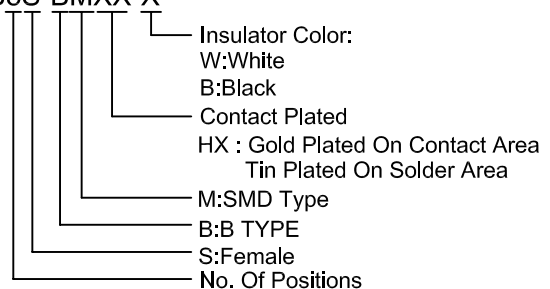 Insulator Color:
W:White
B:Black
Contact Plated
HX : Gold Plated On Contact Area
Tin Plated On Solder Area
M:SMD Type
B:B TYPE
S:Female
No. Of Positions